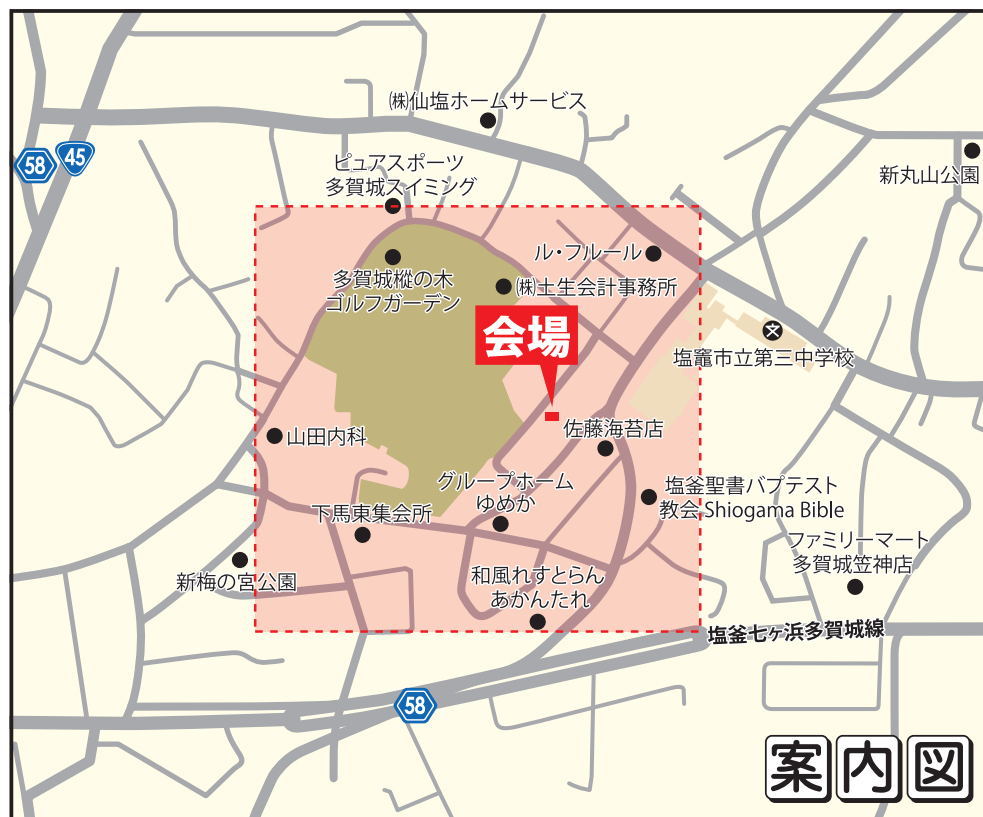 ㈱仙塩ホームサービス
58
45
ピュアスポーツ
多賀城スイミング
新丸山公園
ル・フルール
多賀城樅の木
ゴルフガーデン
㈱土生会計事務所
会場
文
塩竈市立第三中学校
山田内科
佐藤海苔店
グループホーム
ゆめか
塩釜聖書バプテスト
教会 Shiogama Bible
下馬東集会所
ファミリーマート
多賀城笠神店
新梅の宮公園
和風れすとらん
あかんたれ
塩釜七ヶ浜多賀城線
58
案内図